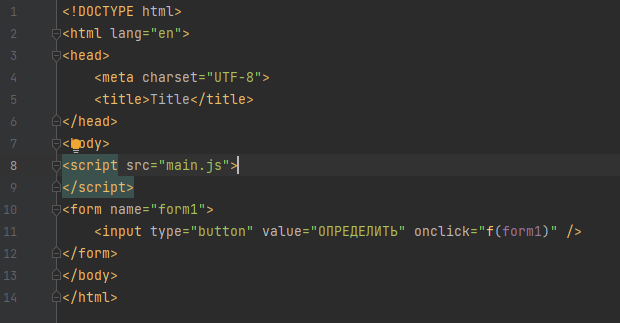 1 <!DOCTYPE html>
2 <html lang="en">
3 <head>
4     <meta charset="UTF-8">
5     <title>Title</title>
6 </head>
7 <body>
8 <script src="main.js">
9 </script>
10 <form name="form1">
11     <input type="button" value="ОПРЕДЕЛИТЬ" onclick="f(form1)" />
12 </form>
13 </body>
14 </html>